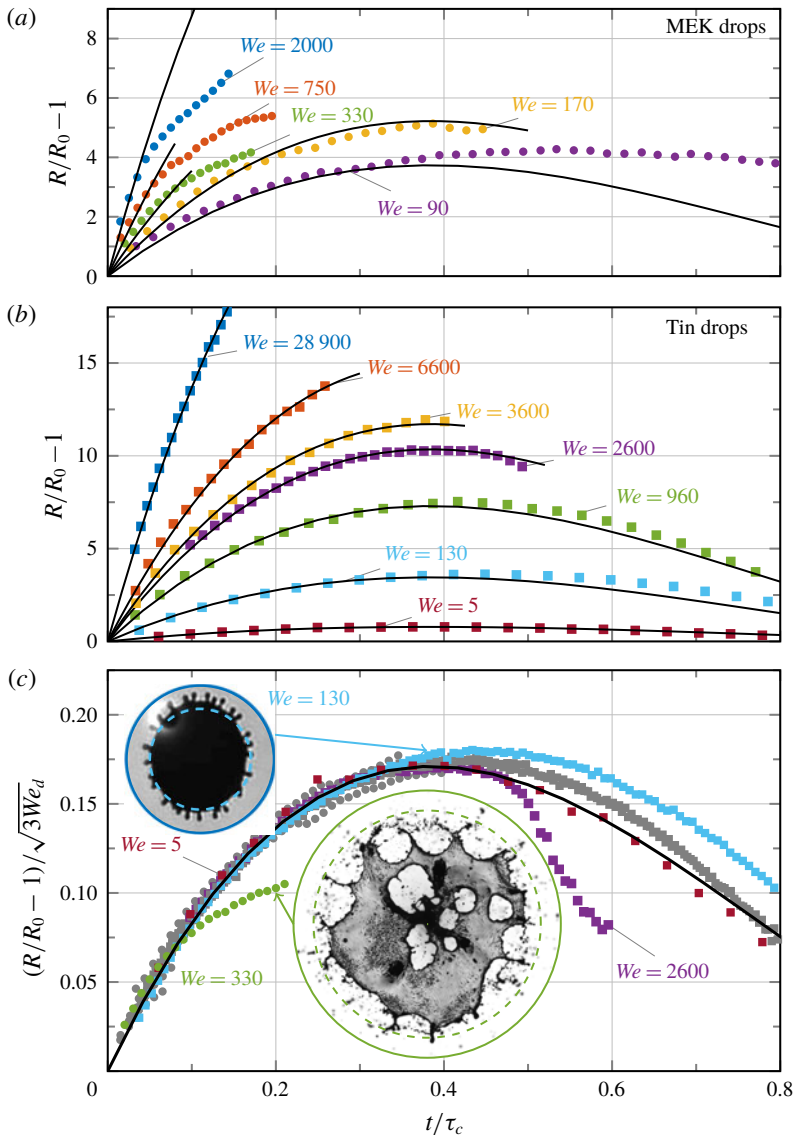 (a)
MEK drops
We = 2000
We = 750
We = 330
We = 170
We = 90
R/R0 – 1
8
6
4
2
0
(b)
Tin drops
We = 28 900
We = 6600
We = 3600
We = 2600
We = 960
We = 130
We = 5
R/R0 – 1
15
10
5
0
(c)
We = 130
We = 5
We = 330
We = 2600
(R/R0 – 1)/√3Wed
0.20
0.15
0.10
0.05
0
0.2
0.4
0.6
0.8
t/τc